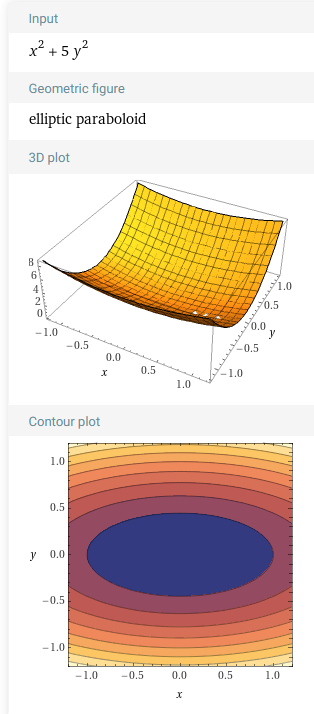 Input
x² + 5 y²
Geometric figure
elliptic paraboloid
3D plot
8
6
4
2
0
−1.0
−0.5
0.0
0.5
1.0
x
1.0
0.5
0.0
y
−0.5
−1.0
Contour plot
1.0
0.5
y 0.0
−0.5
−1.0
−1.0 −0.5 0.0 0.5 1.0
x